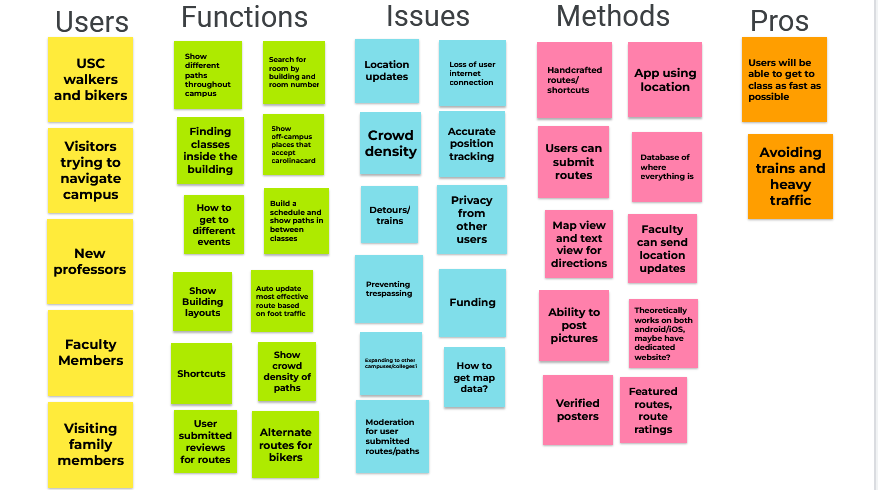 Users
Functions
Issues
Methods
Pros
USC
walkers
and bikers
Visitors
trying to
navigate
campus
New
professors
Faculty
Members
Visiting
family
members
Show
different
paths
throughout
campus
Search for
room by
building and
room number
Finding
classes
inside the
building
Show
off-campus
places that
accept
carolinacard
How to
get to
different
events
Build a
schedule and
show paths in
between
classes
Show
Building
layouts
Auto update
most effective
route based
on foot traffic
Shortcuts
Show
crowd
density of
paths
User
submitted
reviews
for routes
Alternate
routes for
bikers
Location
updates
Loss of user
internet
connection
Crowd
density
Accurate
position
tracking
Detours/
trains
Privacy
from
other
users
Preventing
trespassing
Funding
Expanding to other
campuses/colleges?
How to
get map
data?
Moderation
for user
submitted
routes/paths
Handcrafted
routes/
shortcuts
App using
location
Users can
submit
routes
Database of
where
everything is
Map view
and text
view for
directions
Faculty
can send
location
updates
Ability to
post
pictures
Theoretically
works on both
android/iOS,
maybe have
dedicated
website?
Verified
posters
Featured
routes,
route
ratings
Users will be
able to get to
class as fast as
possible
Avoiding
trains and
heavy
traffic